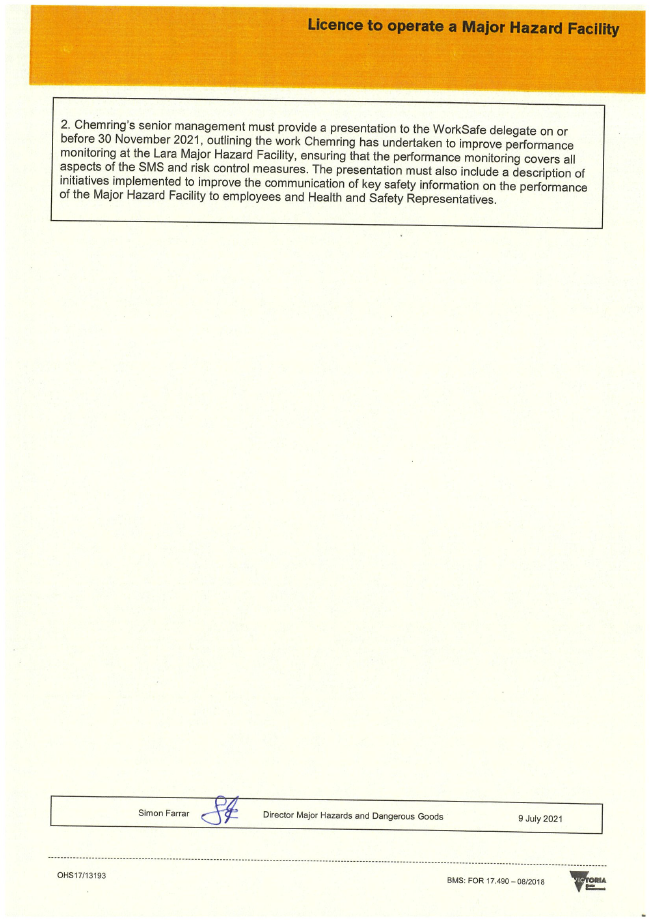 Licence to operate a Major Hazard Facility
2. Chemring's senior management must provide a presentation to the WorkSafe delegate on or
before 30 November 2021, outlining the work Chemring has undertaken to improve performance
monitoring at the Lara Major Hazard Facility, ensuring that the performance monitoring covers all
aspects of the SMS and risk control measures. The presentation must also include a description of
initiatives implemented to improve the communication of key safety information on the performance
of the Major Hazard Facility to employees and Health and Safety Representatives.
Simon Farrar Director Major Hazards and Dangerous Goods 9 July 2021
OHS17/13193
BMS: FOR 17.490 – 08/2018
VICTORIA